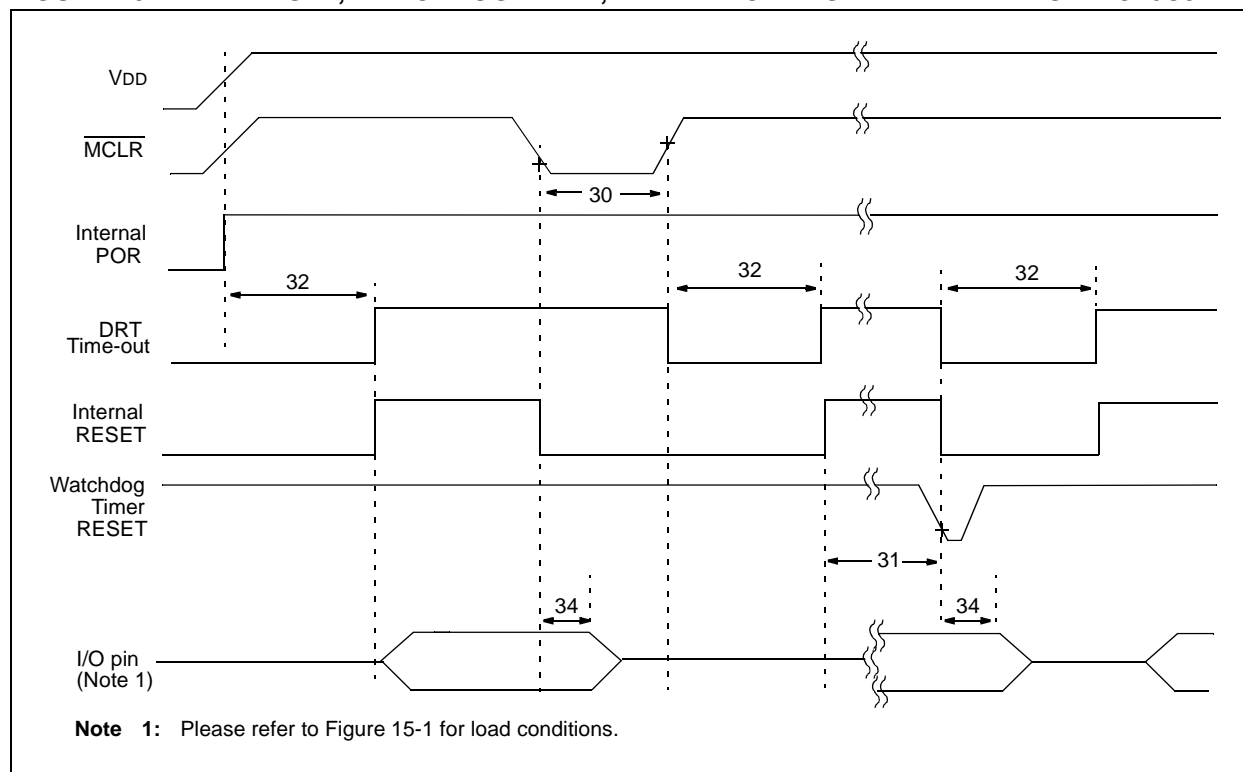 VDD
MCLR
30
Internal
POR
32
32
32
DRT
Time-out
Internal
RESET
Watchdog
Timer
RESET
31
34
34
I/O pin
(Note 1)
Note 1: Please refer to Figure 15-1 for load conditions.